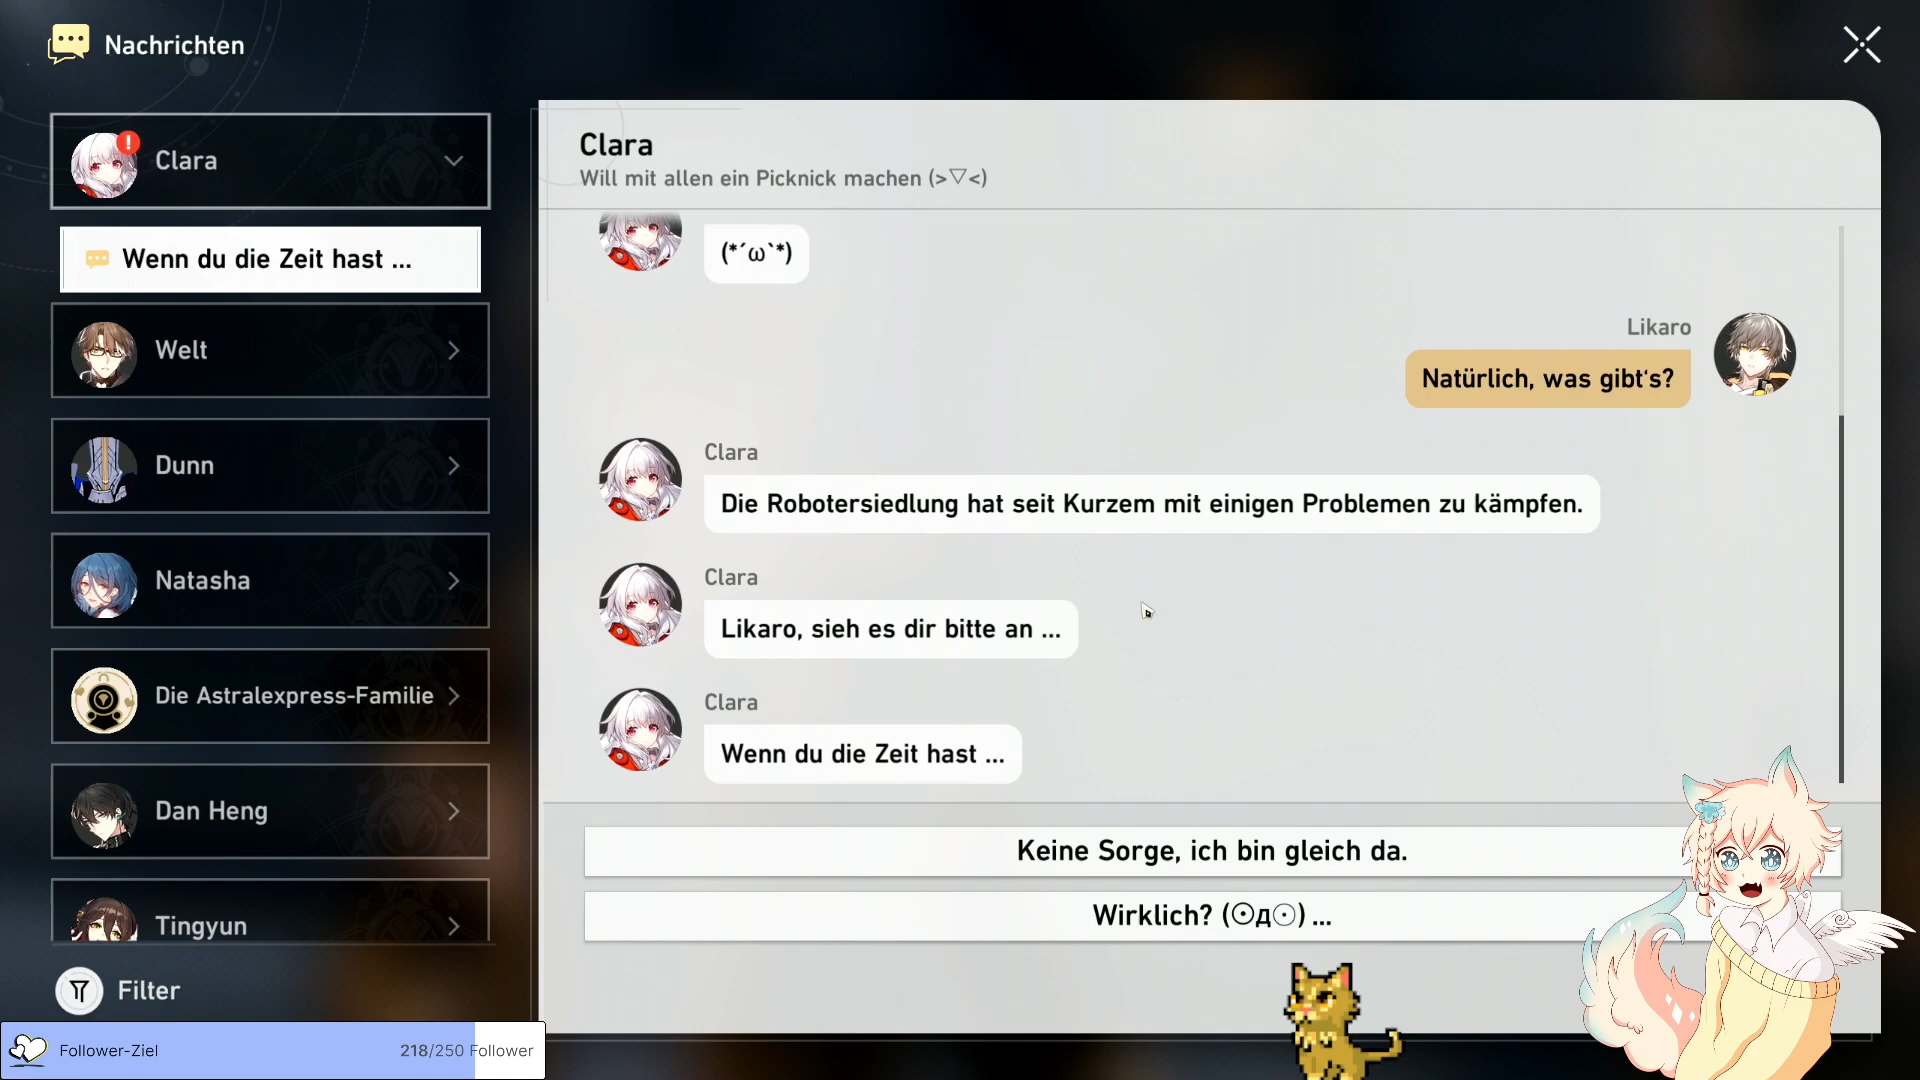 Nachrichten
Clara
Wenn du die Zeit hast ...
Welt
Dunn
Natasha
Die Astralexpress-Familie
Dan Heng
Tingyun
Filter
Follower-Ziel
218/250 Follower
Clara
Will mit allen ein Picknick machen (>▽<)
(*´ω`*)
Likaro
Natürlich, was gibt‘s?
Clara
Die Robotersiedlung hat seit Kurzem mit einigen Problemen zu kämpfen.
Clara
Likaro, sieh es dir bitte an ...
Clara
Wenn du die Zeit hast ...
Keine Sorge, ich bin gleich da.
Wirklich? (⊙д⊙) ...